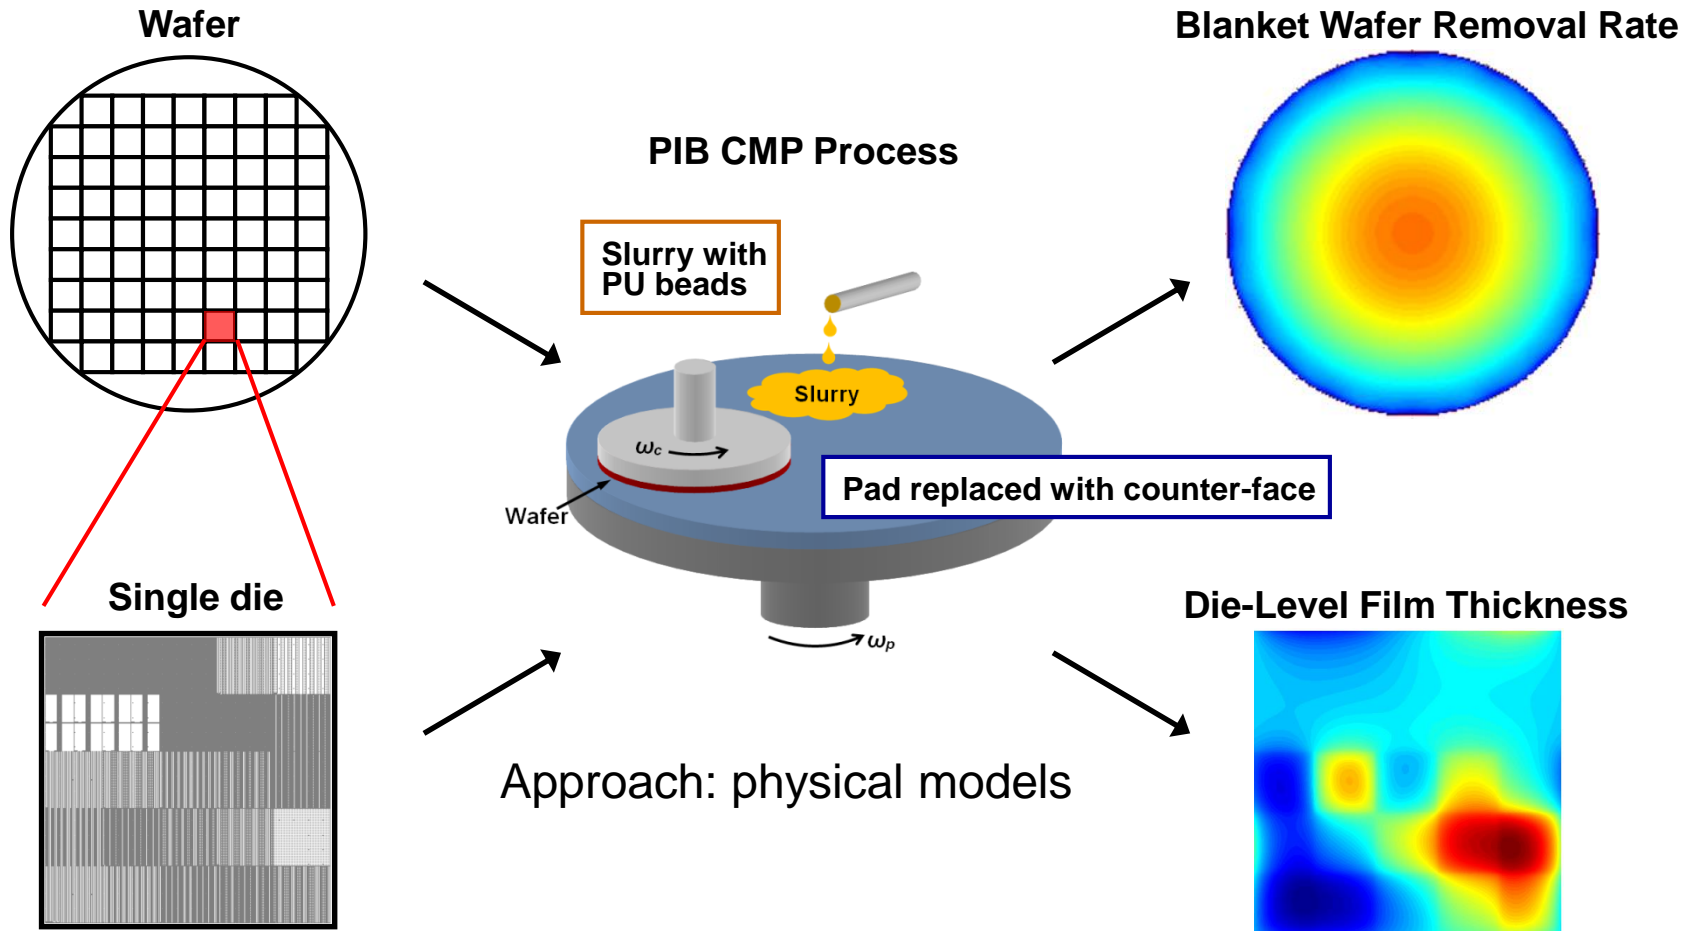 Wafer
Blanket Wafer Removal Rate
PIB CMP Process
Slurry with
PU beads
Slurry
ωc
Pad replaced with counter-face
Wafer
Single die
Die-Level Film Thickness
ωp
Approach: physical models